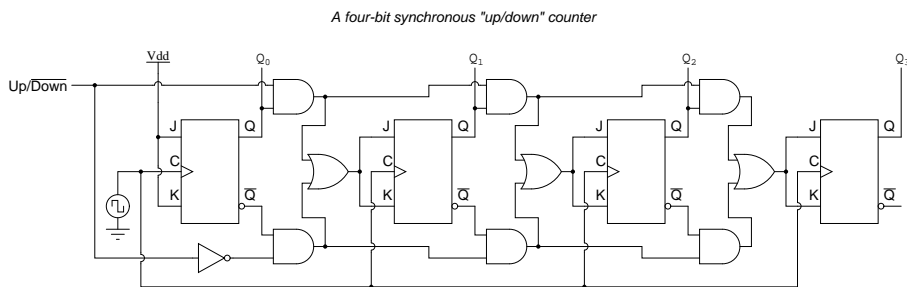 A four-bit synchronous "up/down" counter
Vdd
Q0
Q1
Q2
Q3
Up/Down
J Q
C
K Q
J Q
C
K Q
J Q
C
K Q
J Q
C
K Q